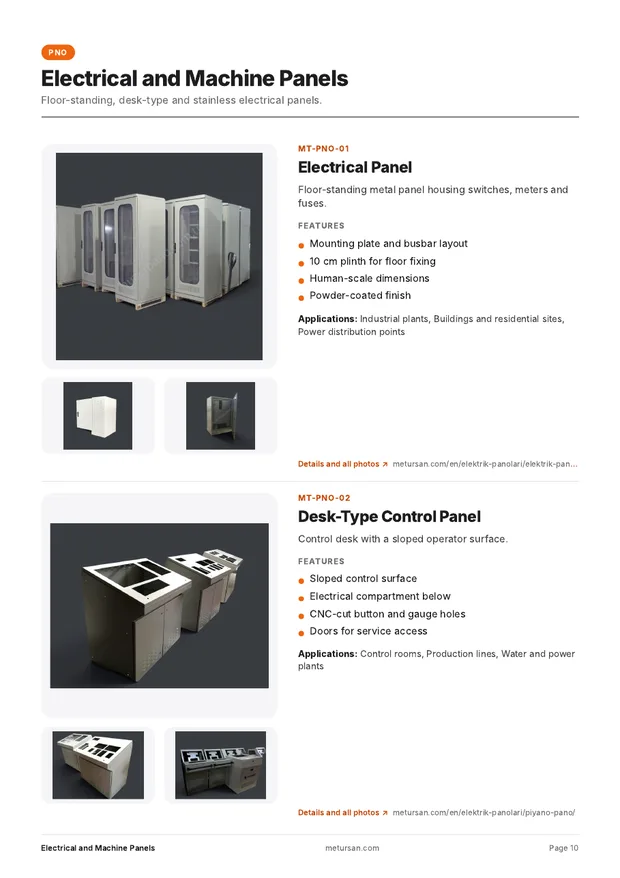 PNO
Electrical and Machine Panels
Floor-standing, desk-type and stainless electrical panels.
MT-PNO-01
Electrical Panel
Floor-standing metal panel housing switches, meters and
fuses.
FEATURES
Mounting plate and busbar layout
10 cm plinth for floor fixing
Human-scale dimensions
Powder-coated finish
Applications: Industrial plants, Buildings and residential sites,
Power distribution points
Details and all photos ↗ metursan.com/en/elektrik-panolari/elektrik-pan...
MT-PNO-02
Desk-Type Control Panel
Control desk with a sloped operator surface.
FEATURES
Sloped control surface
Electrical compartment below
CNC-cut button and gauge holes
Doors for service access
Applications: Control rooms, Production lines, Water and power
plants
Details and all photos ↗ metursan.com/en/elektrik-panolari/piyano-pano/
Electrical and Machine Panels metursan.com Page 10